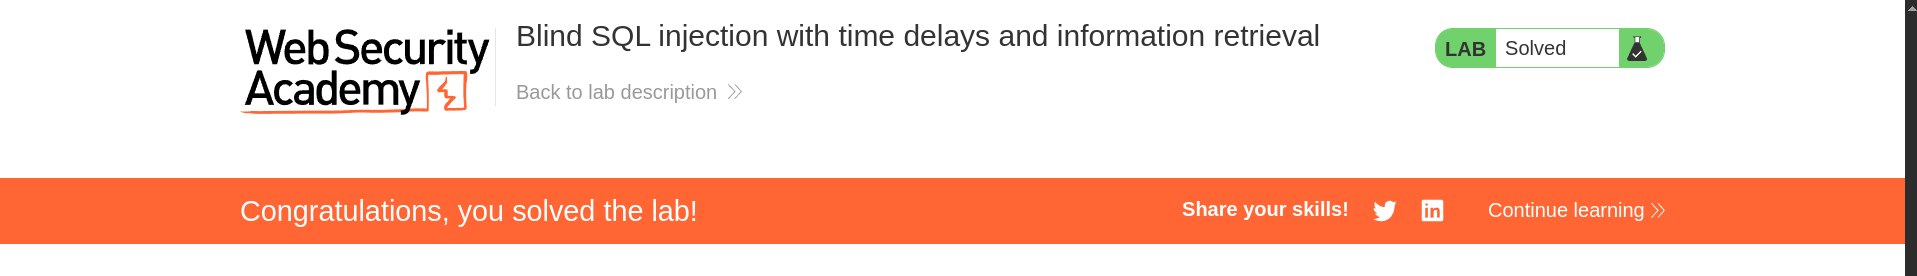 Web Security
Academy
Blind SQL injection with time delays and information retrieval
Back to lab description
LAB Solved
Congratulations, you solved the lab!
Share your skills!
Continue learning